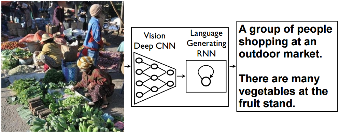 Vision
Deep CNN
Language
Generating
RNN
A group of people
shopping at an
outdoor market.
There are many
vegetables at the
fruit stand.